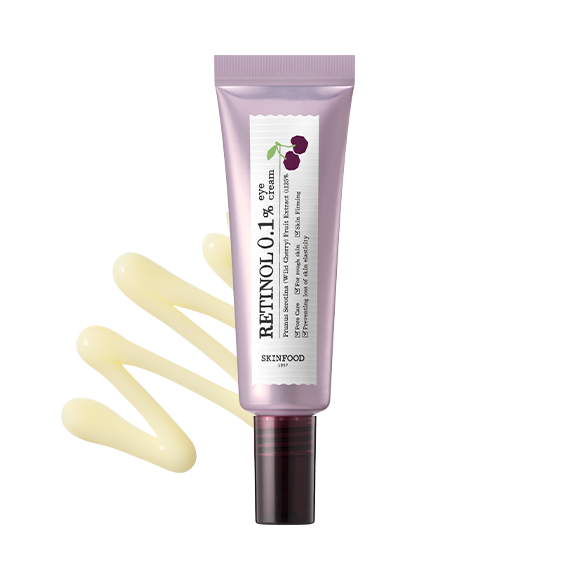 RETINOL 0.1% eye cream
Prunus Serotina (Wild Cherry) Fruit Extract 0.125%
☑Pore Care ☑For rough skin ☑Skin Firming
☑Preventing loss of skin elasticity
SKINFOOD
1957